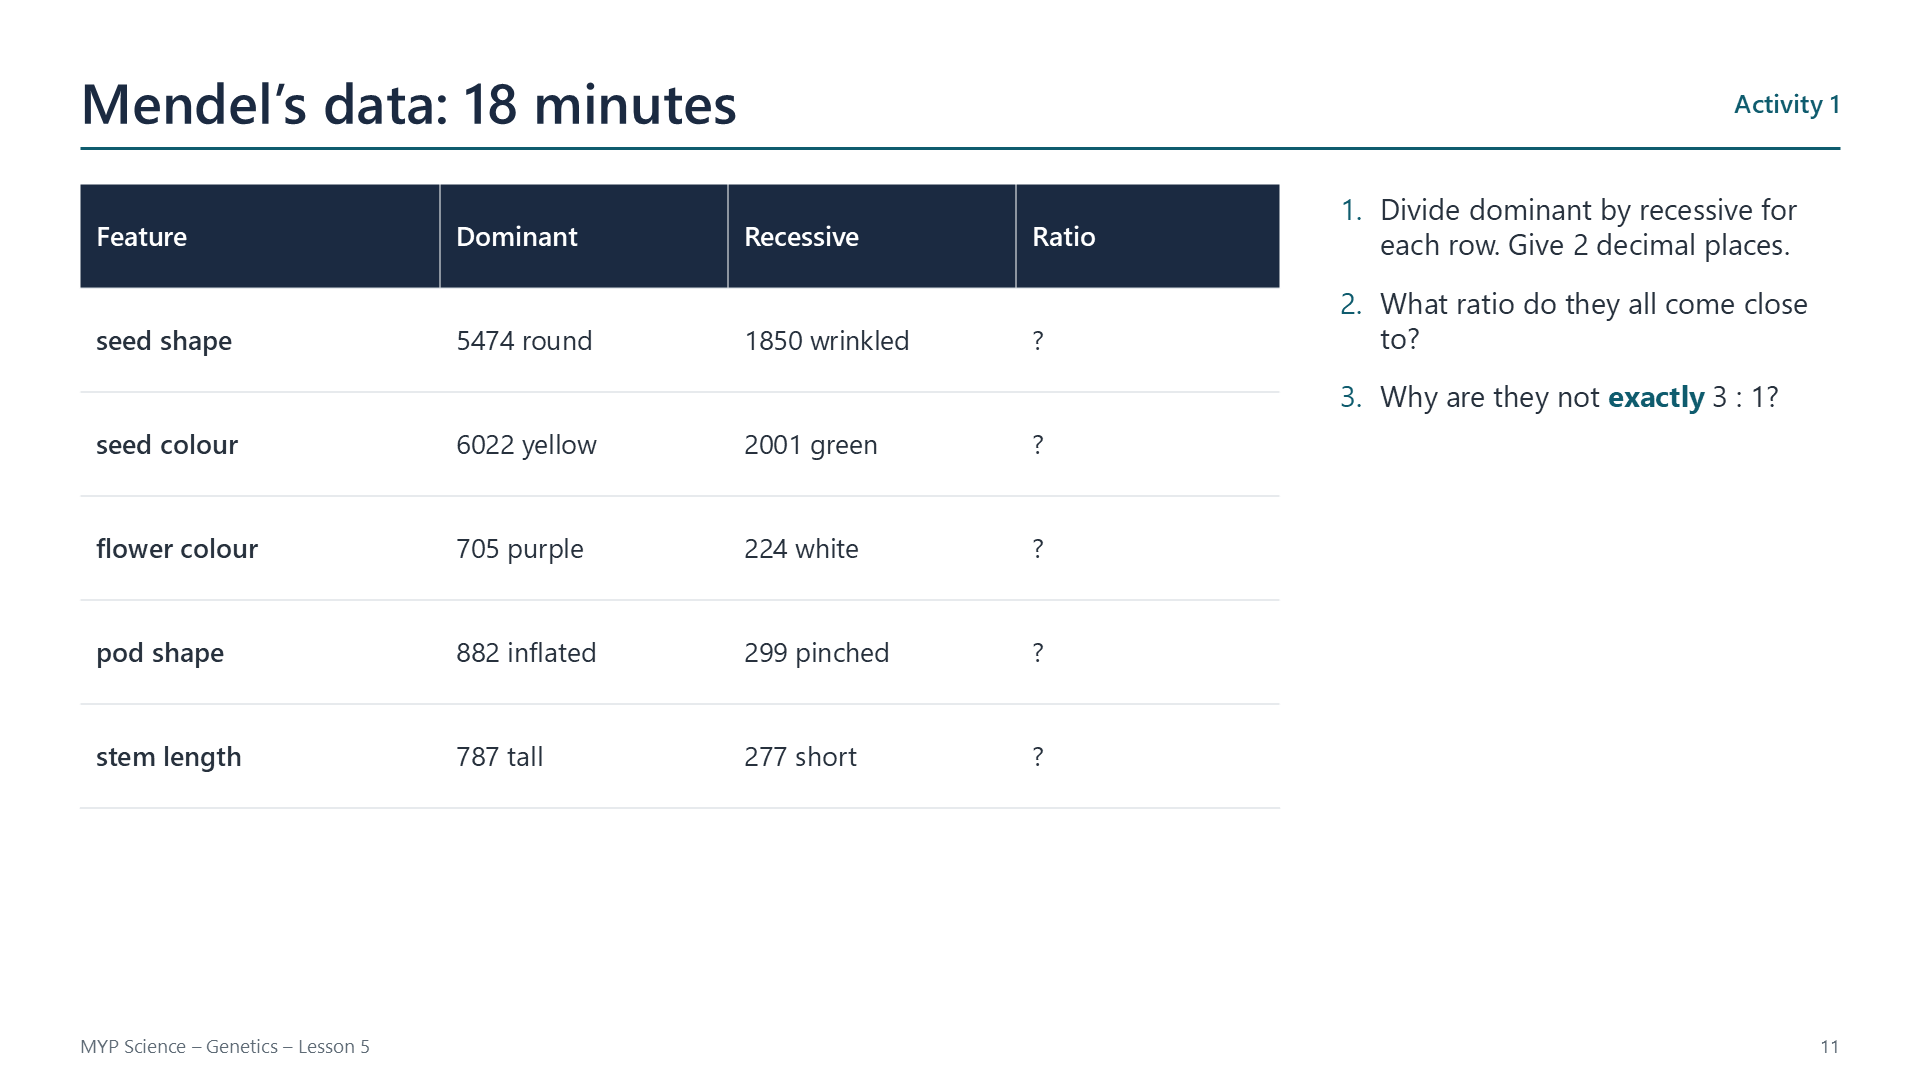 Mendel’s data: 18 minutes
Activity 1
Feature Dominant Recessive Ratio
seed shape 5474 round 1850 wrinkled ?
seed colour 6022 yellow 2001 green ?
flower colour 705 purple 224 white ?
pod shape 882 inflated 299 pinched ?
stem length 787 tall 277 short ?
1. Divide dominant by recessive for
each row. Give 2 decimal places.
2. What ratio do they all come close
to?
3. Why are they not exactly 3 : 1?
MYP Science – Genetics – Lesson 5
11